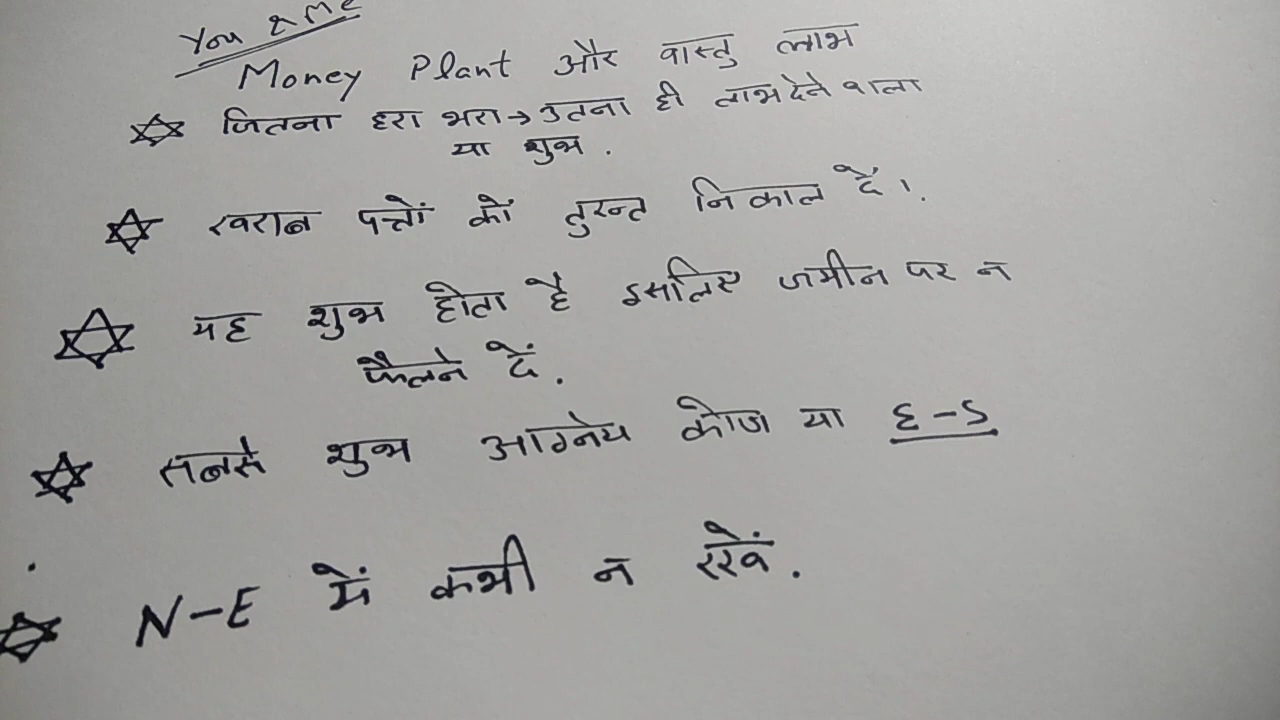 You & Me
Money Plant और वास्तु लाभ
जितना हरा भरा→उतना ही लाभ देने वाला
या शुभ .
खराब पत्तों को तुरन्त निकाल दें।.
यह शुभ होता है इसलिए जमीन पर न
फैलने दें.
सबसे शुभ आग्नेय कोण या E-S
N-E में कभी न रखें.